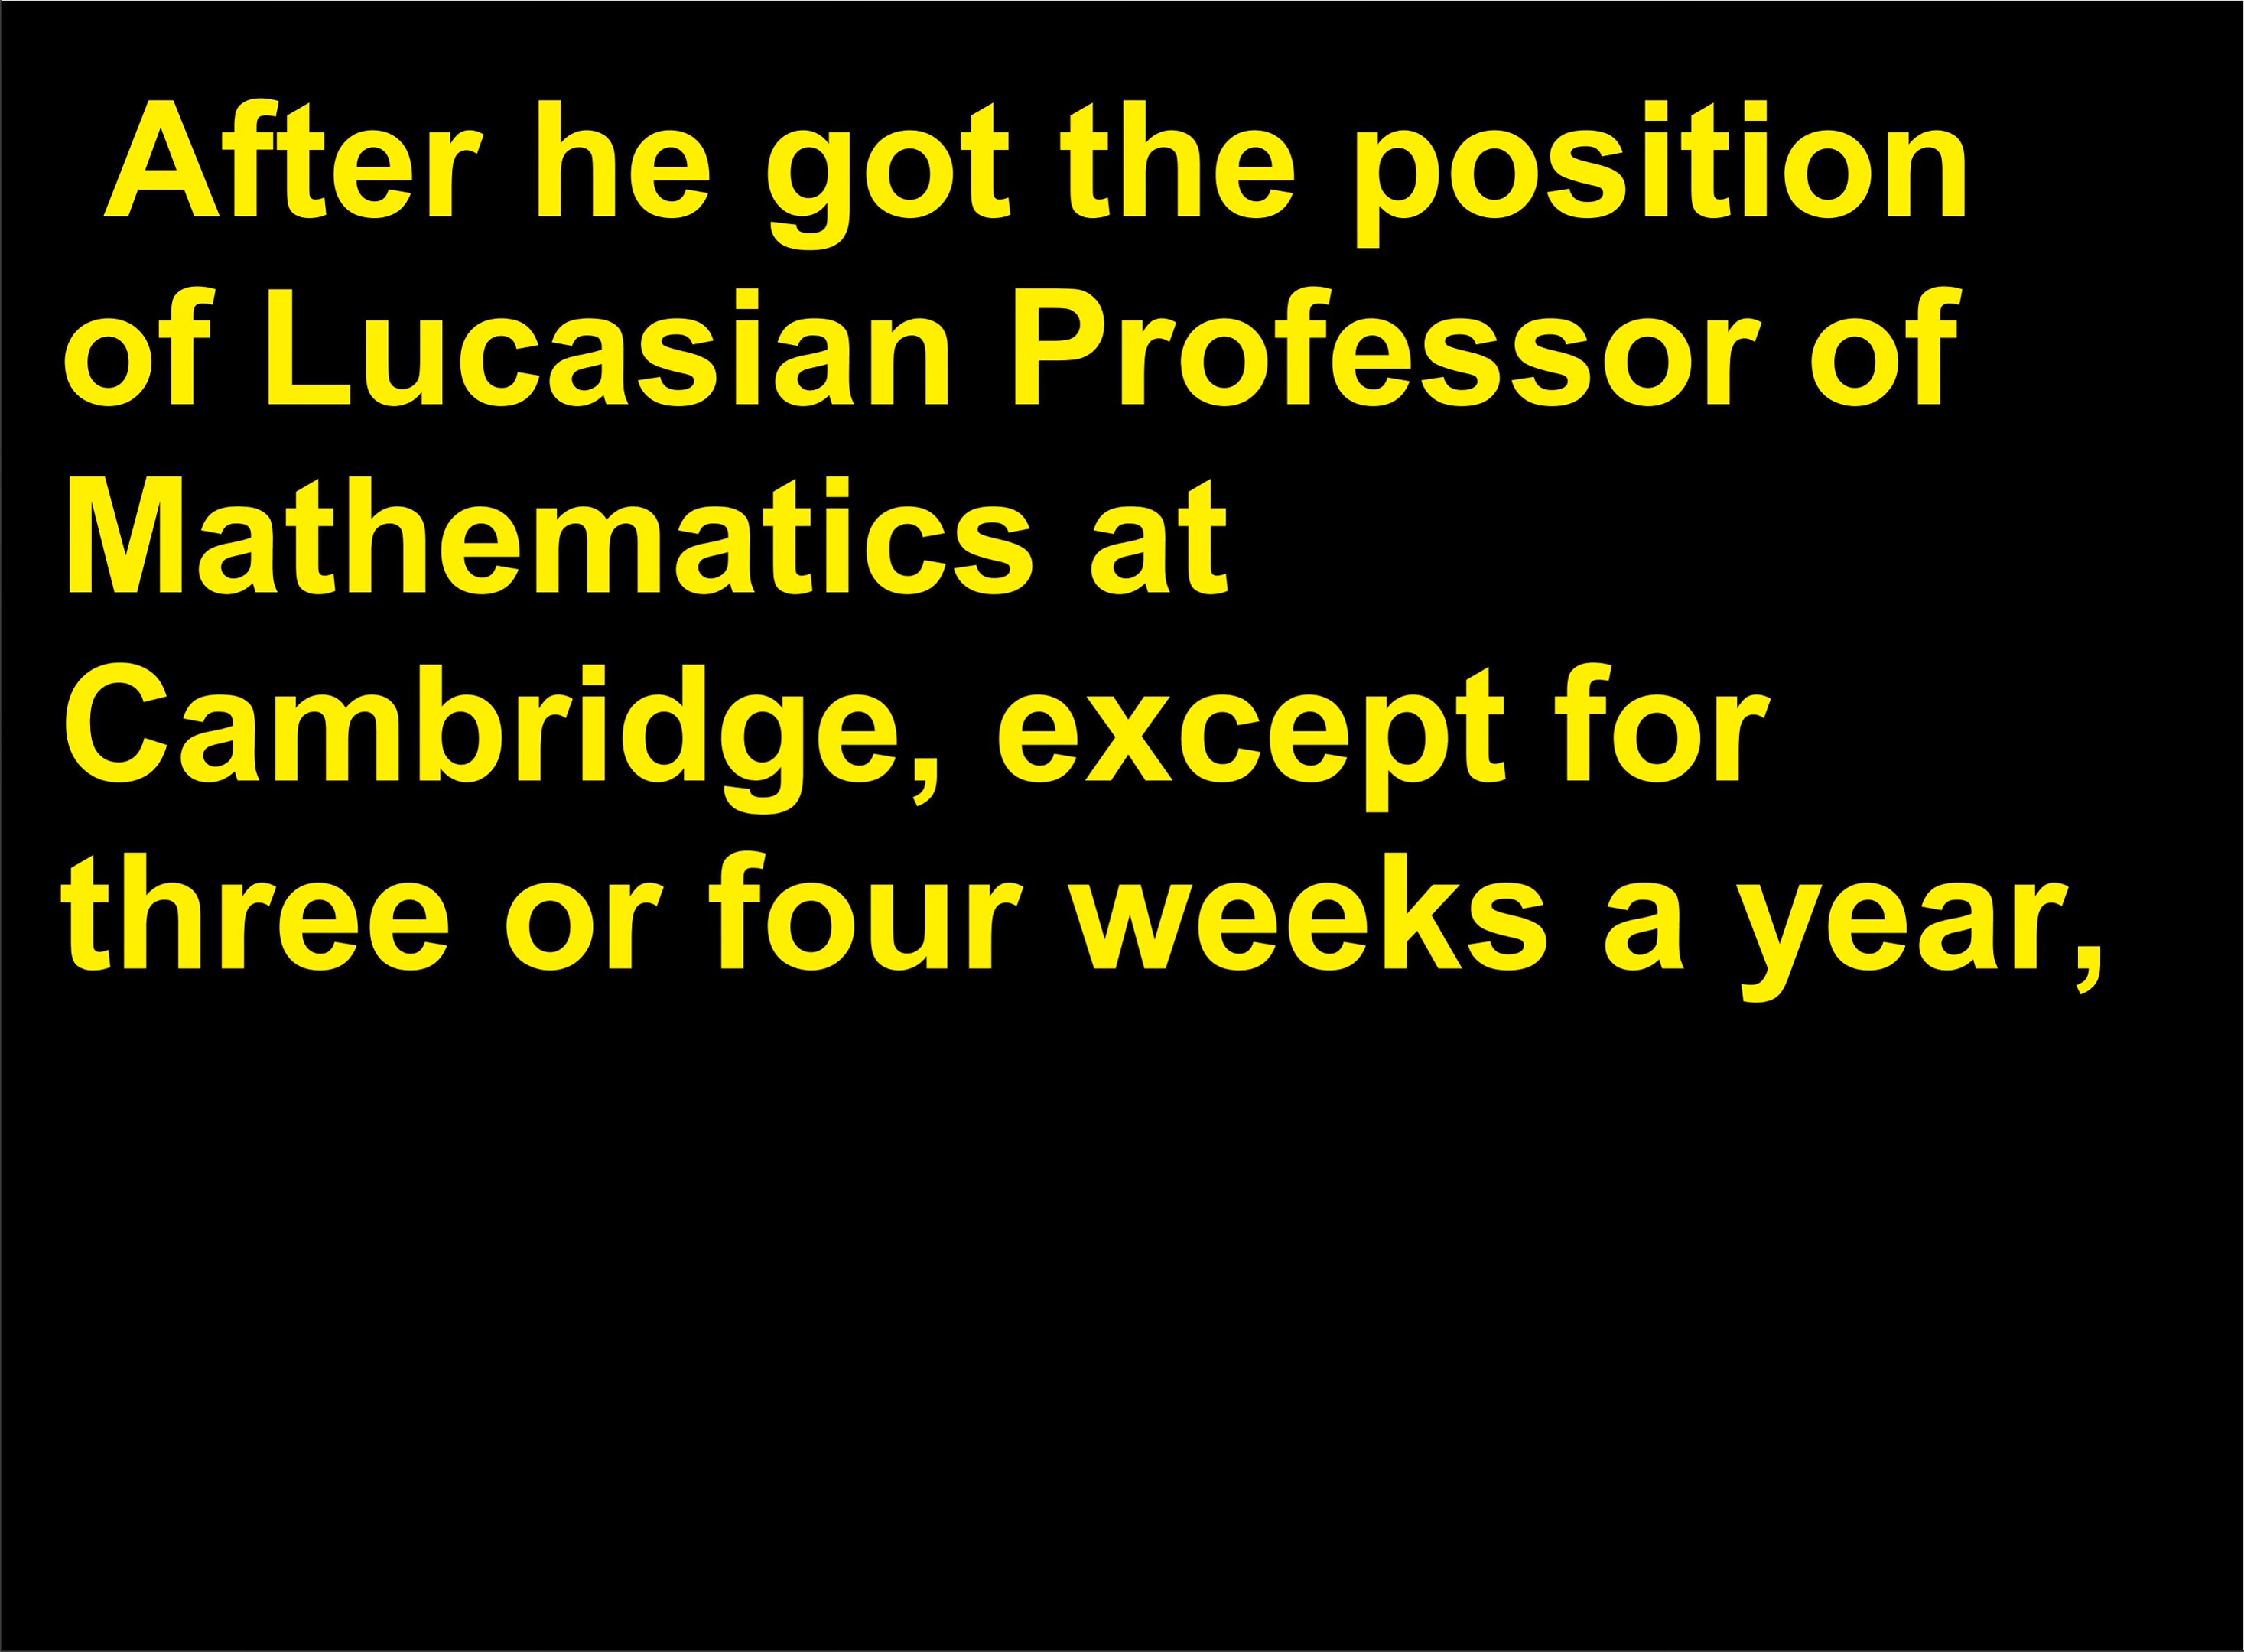 After he got the position
of Lucasian Professor of
Mathematics at
Cambridge, except for
three or four weeks a year,